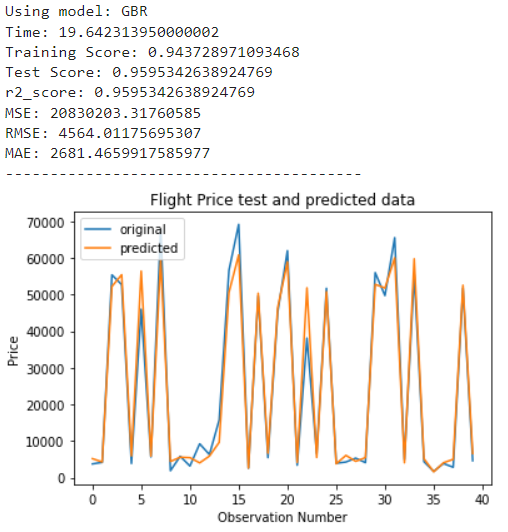 Using model: GBR
Time: 19.642313950000002
Training Score: 0.943728971093468
Test Score: 0.9595342638924769
r2_score: 0.9595342638924769
MSE: 20830203.31760585
RMSE: 4564.01175695307
MAE: 2681.4659917585977
----------------------------------------
Flight Price test and predicted data
original
predicted
70000
60000
50000
40000
30000
20000
10000
0
Price
0 5 10 15 20 25 30 35 40
Observation Number